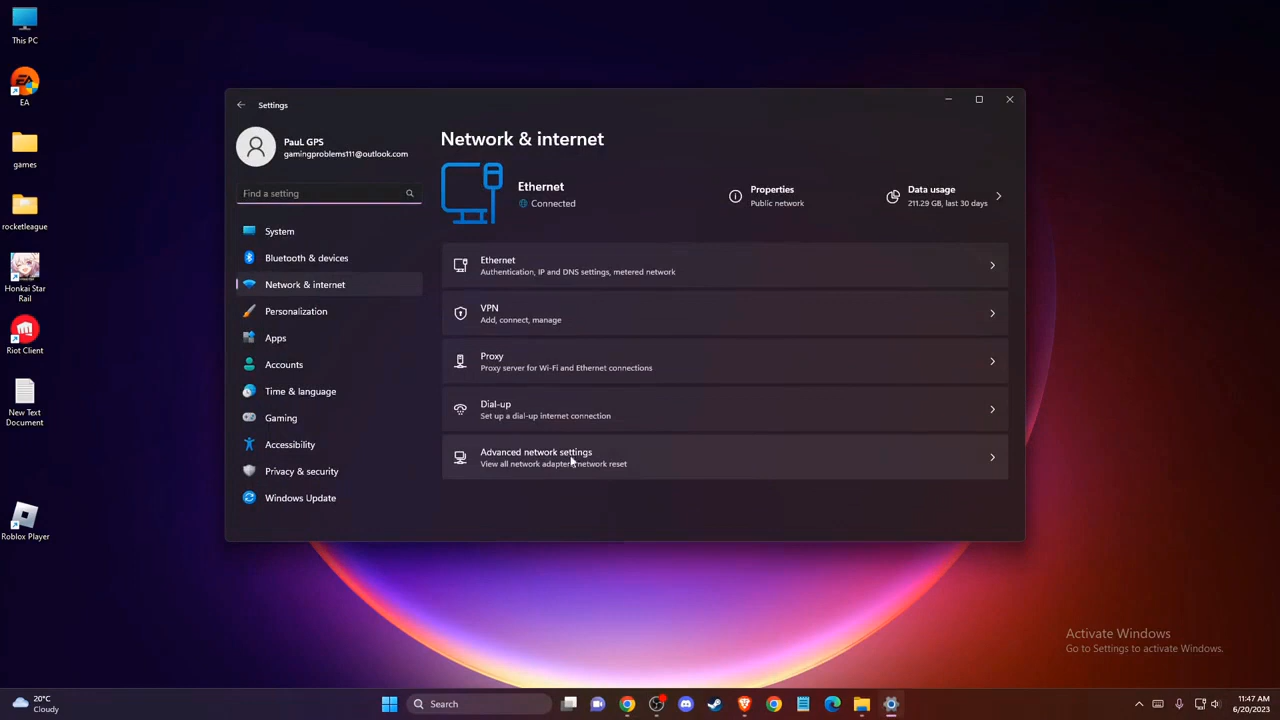 This PC
EA
games
rocketleague
Honkai Star
Rail
Riot Client
New Text
Document
Roblox Player
Settings
PauL GPS
gamingproblems111@outlook.com
Find a setting
System
Bluetooth & devices
Network & internet
Personalization
Apps
Accounts
Time & language
Gaming
Accessibility
Privacy & security
Windows Update
Network & internet
Ethernet
Connected
Properties
Public network
Data usage
211.29 GB, last 30 days
Ethernet
Authentication, IP and DNS settings, metered network
VPN
Add, connect, manage
Proxy
Proxy server for Wi-Fi and Ethernet connections
Dial-up
Set up a dial-up internet connection
Advanced network settings
View all network adapters, network reset
Activate Windows
Go to Settings to activate Windows.
20°C
Cloudy
Search
11:47 AM
6/20/2023